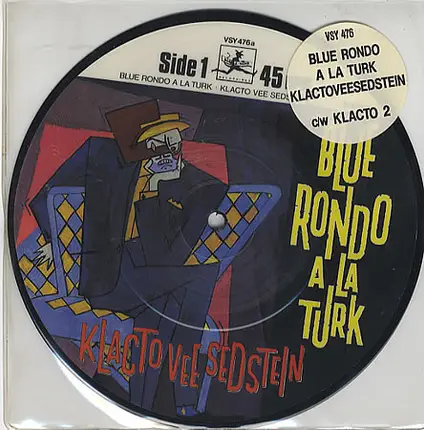 VSY 476a
Side 1
45
BLUE RONDO A LA TURK · KLACTO VEE SEDS
VSY 476
BLUE RONDO
A LA TURK
KLACTOVEESEDSTEIN
c/w KLACTO 2
BLUE
RONDO
A LA
TURK
KLACTO VEE SEDSTEIN